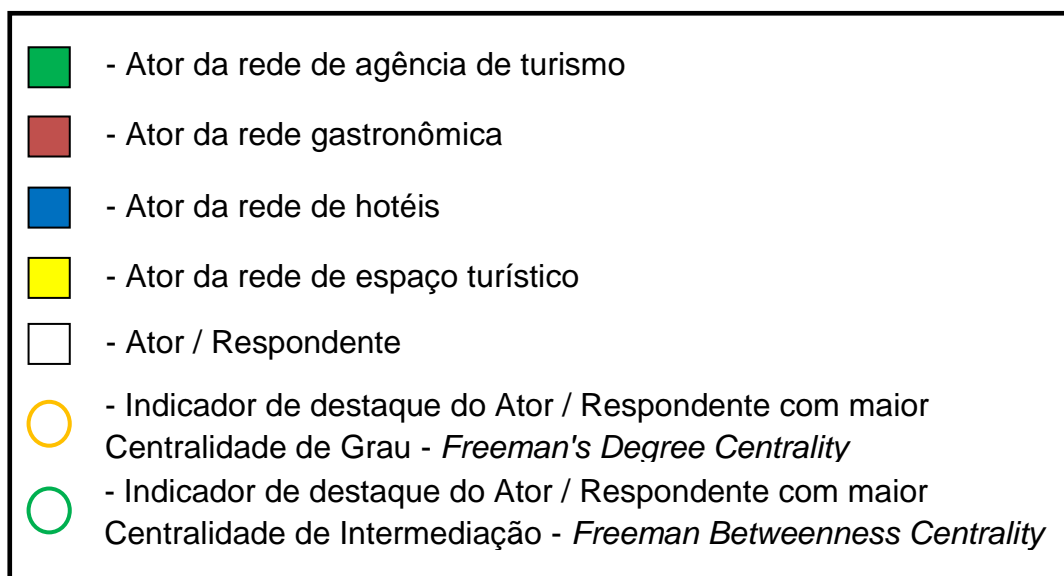 - Ator da rede de agência de turismo
- Ator da rede gastronômica
- Ator da rede de hotéis
- Ator da rede de espaço turístico
- Ator / Respondente
- Indicador de destaque do Ator / Respondente com maior
Centralidade de Grau - Freeman's Degree Centrality
- Indicador de destaque do Ator / Respondente com maior
Centralidade de Intermediação - Freeman Betweenness Centrality